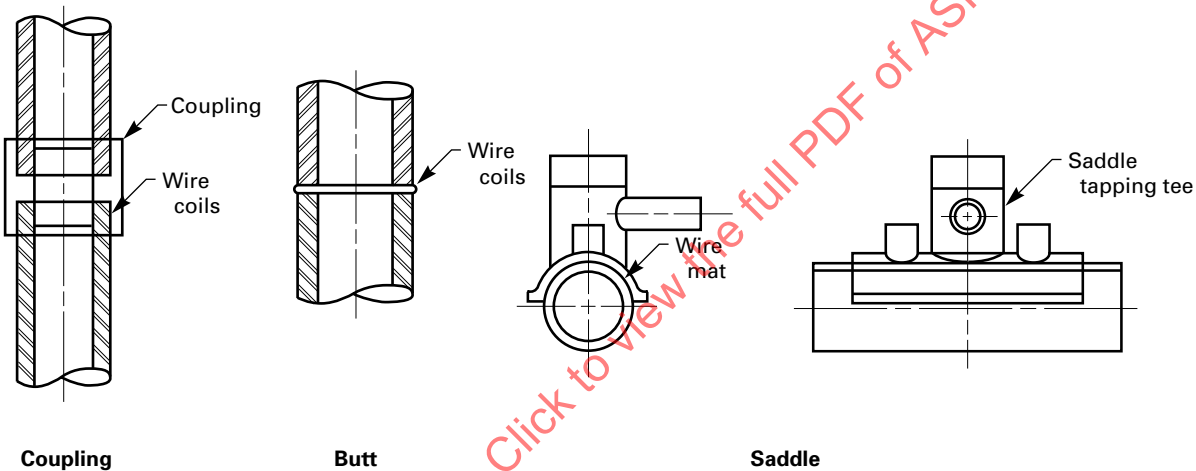 Coupling
Wire
coils
Wire
coils
Wire
mat
Saddle
tapping tee
Coupling
Butt
Saddle
Click to view the full PDF of